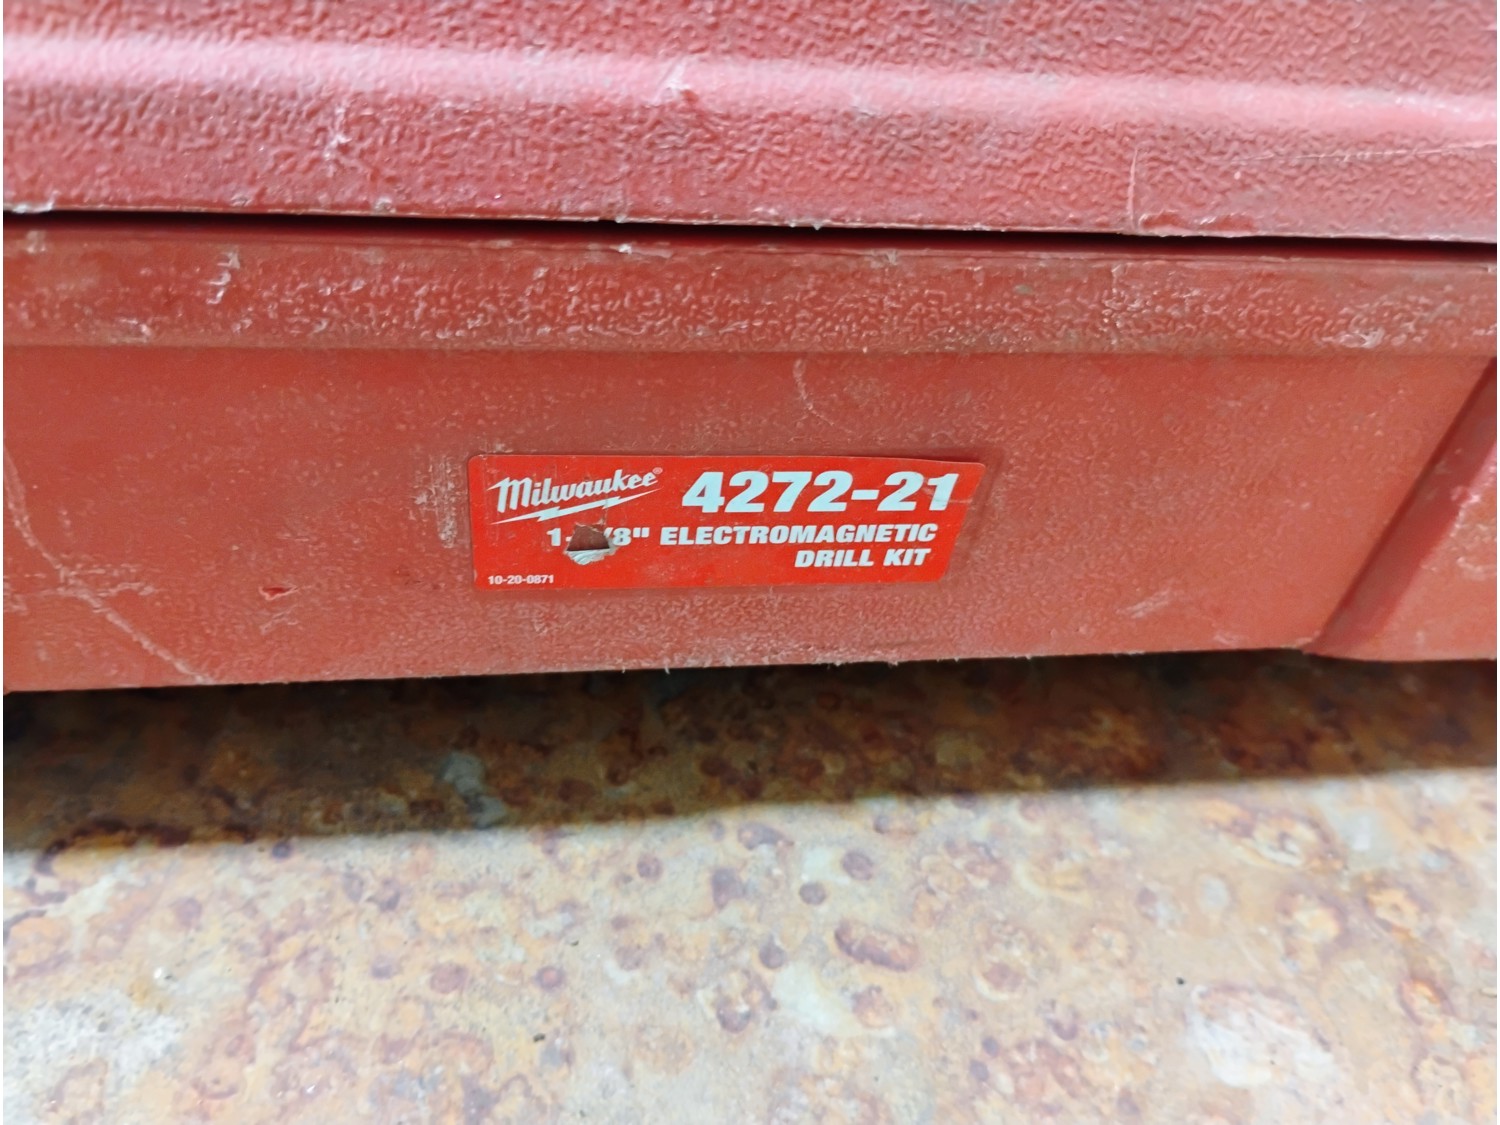 Milwaukee® 4272-21
ELECTROMAGNETIC
DRILL KIT
10-20-0871